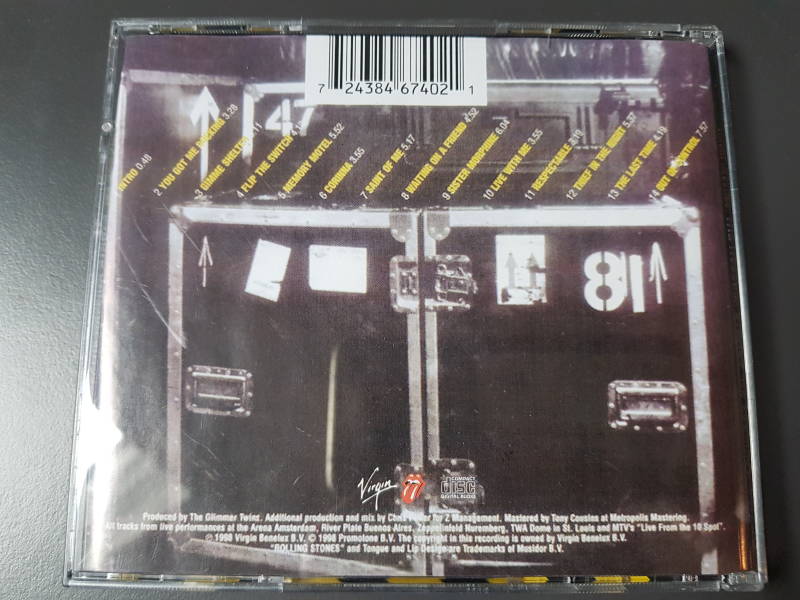 7 24384 67402 1
47
INTRO 0.48
2 YOU GOT ME ROCKING 3.28
3 GIMME SHELTER
4 FLIP THE SWITCH
5 MEMORY MOTEL 5.52
6 CORINNA 3.55
7 SAINT OF ME 5.17
8 WAITING ON A FRIEND
9 SISTER MORPHINE 6.04
10 LIVE WITH ME 3.55
11 RESPECTABLE
12 THIEF IN THE NIGHT 5.37
13 THE LAST TIME 4.19
14 OUT OF CONTROL 7.57
81
Virgin
COMPACT
disc
DIGITAL AUDIO
Produced by The Glimmer Twins. Additional production and mix by Chris for Z Management. Mastered by Tony Cousins at Metropolis Mastering.
All tracks from live performances at the Arena Amsterdam, River Plate Buenos-Aires, Zeppelinfeld Nuremberg, TWA Dome in St. Louis and MTV's "Live From the 10 Spot".
℗ 1998 Virgin Benelux B.V. © 1998 Promotone B.V. The copyright in this recording is owned by Virgin Benelux B.V.
"ROLLING STONES" and Tongue and Lip Design are Trademarks of Musidor B.V.